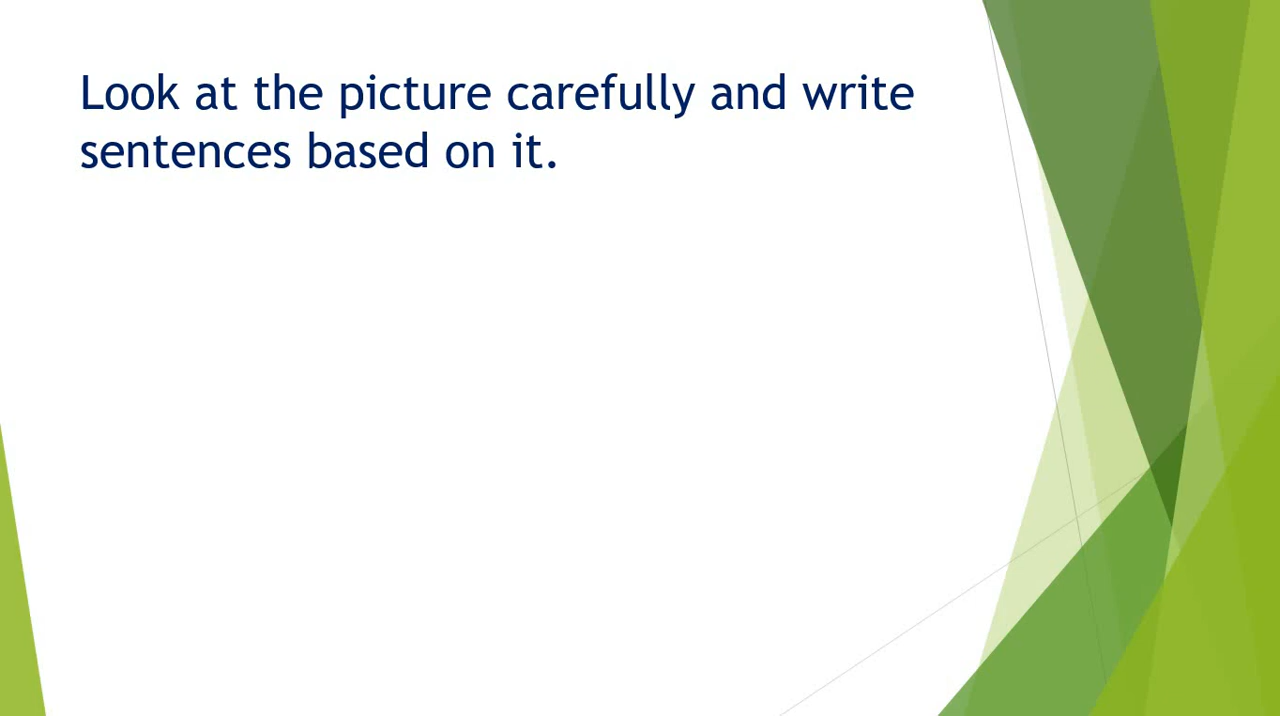 Look at the picture carefully and write
sentences based on it.